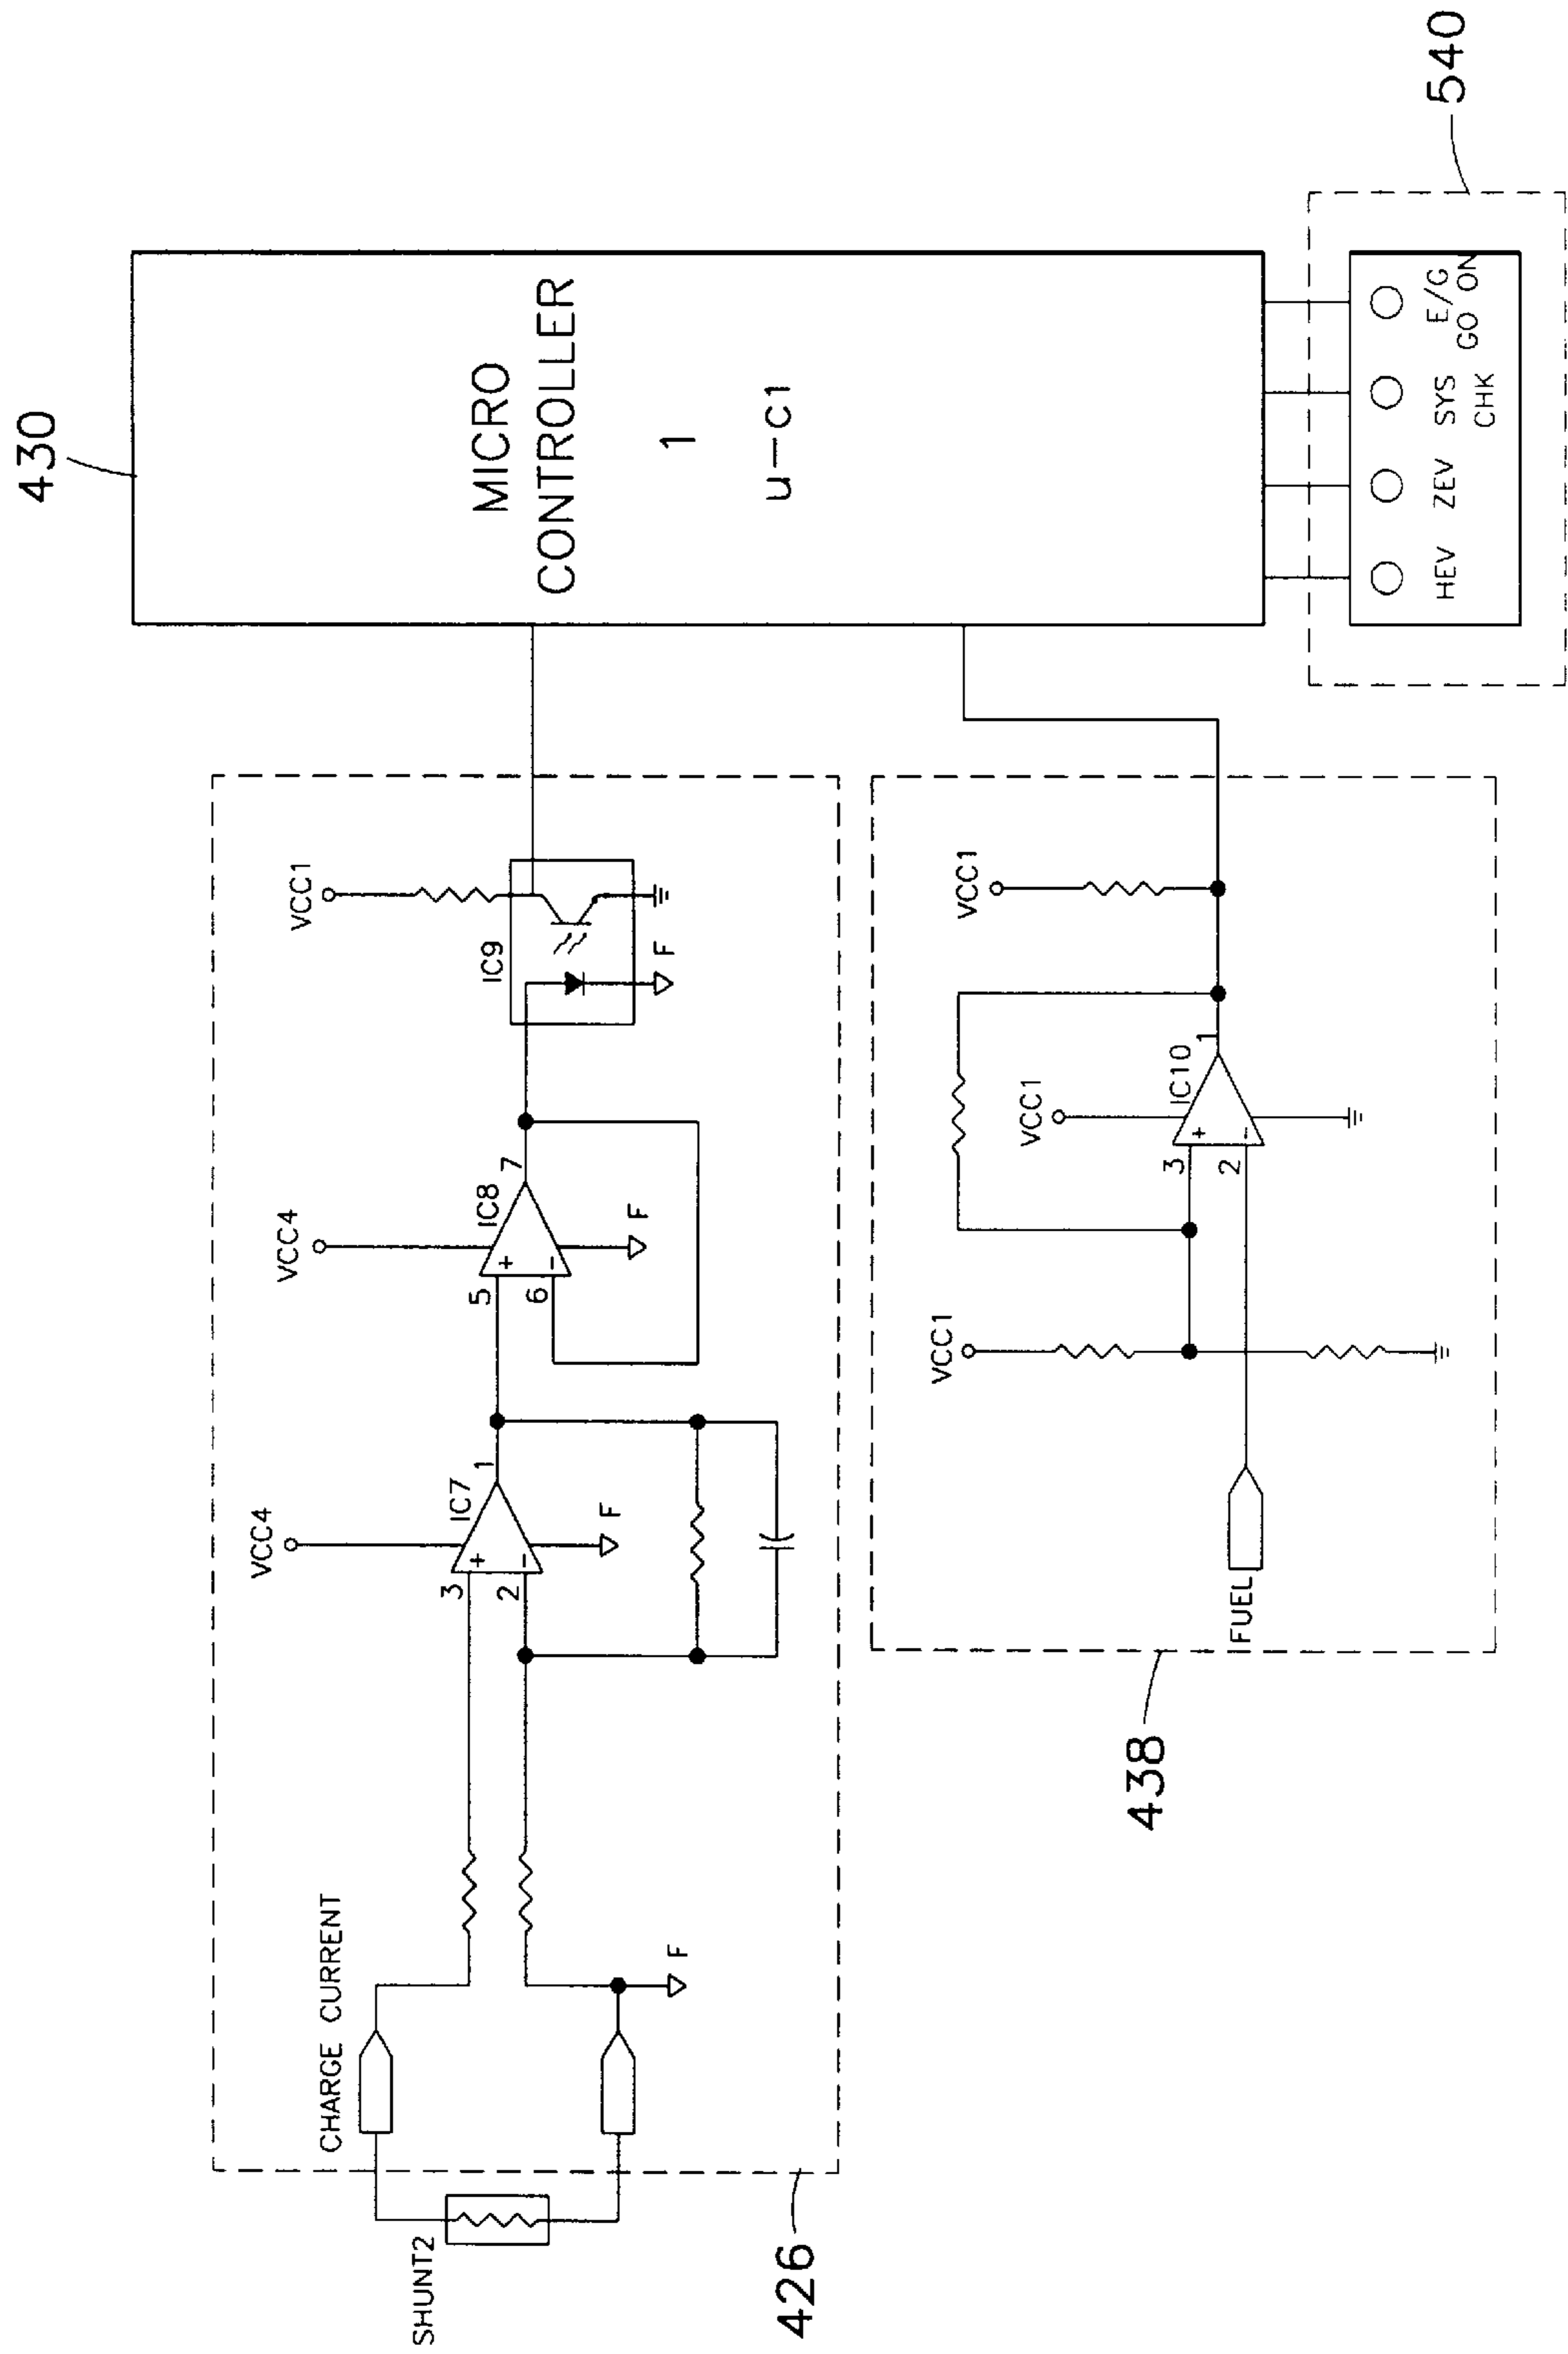 430
MICRO
CONTROLLER
1
u-c1
VCC4
VCC4
VCC1
CHARGE CURRENT
SHUNT2
3
+
2
-
IC7
1
F
5
+
6
-
IC8
7
F
IC9
F
F
426
VCC1
VCC1
VCC1
3
+
2
-
IC10
1
FUEL
438
HEV
ZEV
SYS
CHK
E/G
GO ON
540